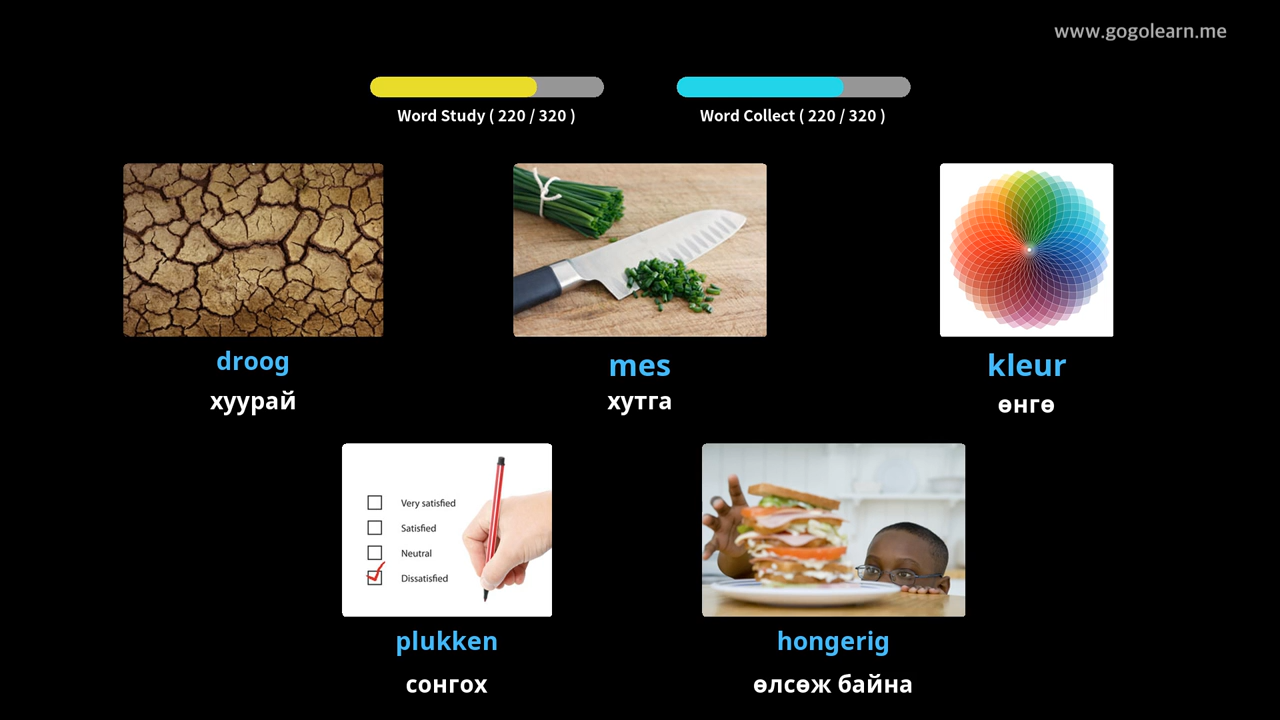 www.gogolearn.me
Word Study ( 220 / 320 )
Word Collect ( 220 / 320 )
droog
хуурай
mes
хутга
kleur
өнгө
Very satisfied
Satisfied
Neutral
Dissatisfied
plukken
сонгох
hongerig
өлсөж байна